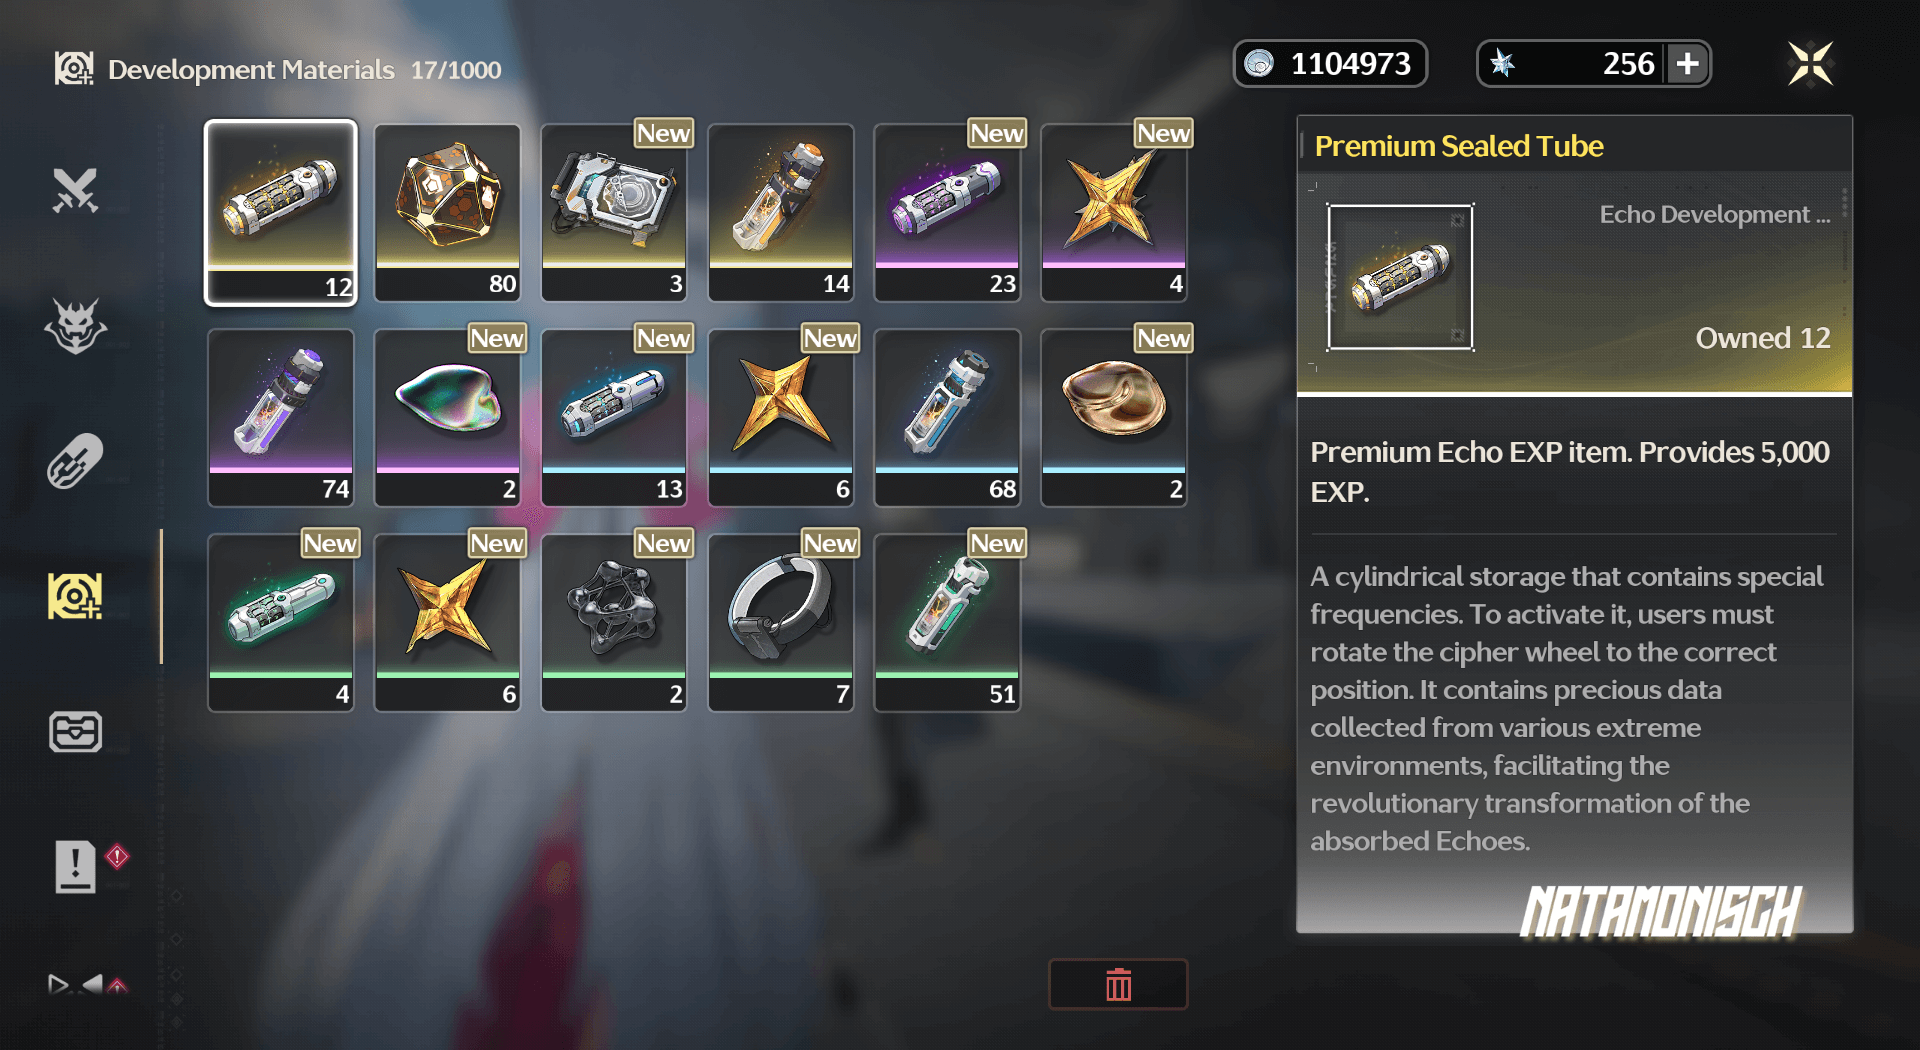 Development Materials 17/1000
1104973
256
New
New
New
12
80
3
14
23
4
New
New
New
New
74
2
13
6
68
2
New
New
New
New
New
4
6
2
7
51
Premium Sealed Tube
Echo Development ...
Owned 12
Premium Echo EXP item. Provides 5,000
EXP.
A cylindrical storage that contains special
frequencies. To activate it, users must
rotate the cipher wheel to the correct
position. It contains precious data
collected from various extreme
environments, facilitating the
revolutionary transformation of the
absorbed Echoes.
NATAMONISCH